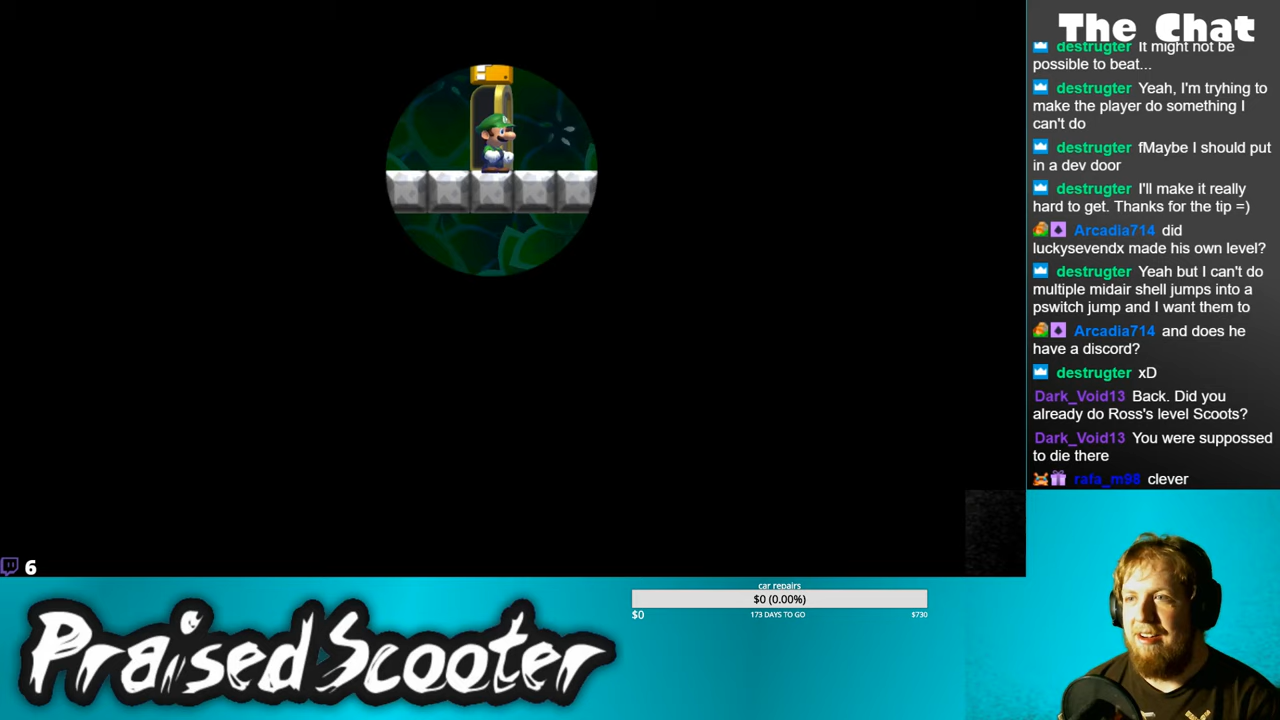 The Chat
destrugter It might not be
possible to beat...
destrugter Yeah, I'm tryhing to
make the player do something I
can't do
destrugter fMaybe I should put
in a dev door
destrugter I'll make it really
hard to get. Thanks for the tip =)
Arcadia714 did
luckysevendx made his own level?
destrugter Yeah but I can't do
multiple midair shell jumps into a
pswitch jump and I want them to
Arcadia714 and does he
have a discord?
destrugter xD
Dark_Void13 Back. Did you
already do Ross's level Scoots?
Dark_Void13 You were suppossed
to die there
rafa_m98 clever
6
car repairs
$0 (0.00%)
$0 173 DAYS TO GO $730
PraisedScooter